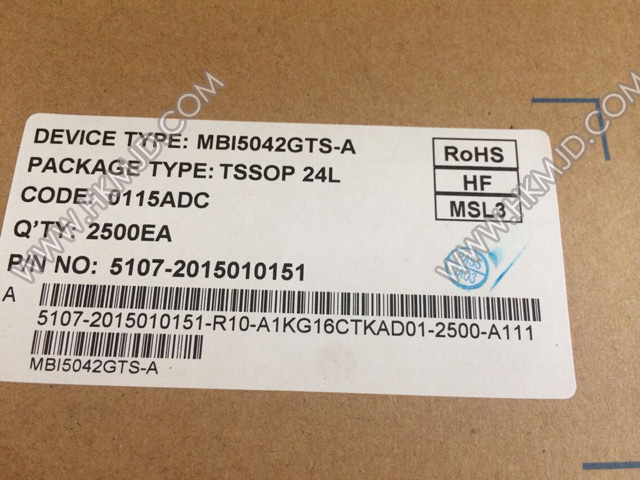 WWW.HKMJD.COM
WWW.HKMJD.COM
DEVICE TYPE: MBI5042GTS-A
PACKAGE TYPE: TSSOP 24L
CODE: 0115ADC
Q'TY: 2500EA
P/N NO: 5107-2015010151
RoHS
HF
MSL3
A
5107-2015010151-R10-A1KG16CTKAD01-2500-A111
MBI5042GTS-A